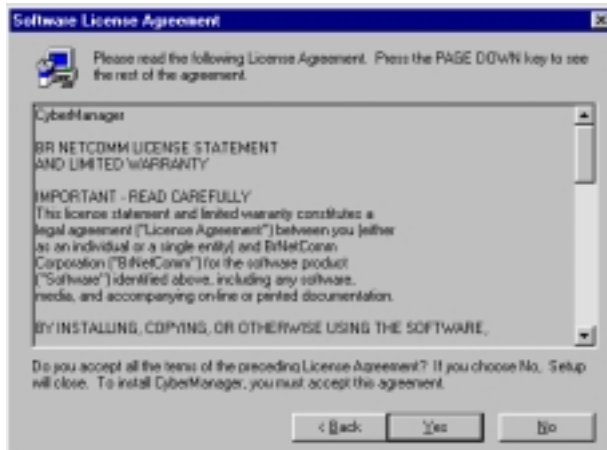 Software License Agreement
Please read the following License Agreement. Press the PAGE DOWN key to see
the rest of the agreement.
CyberManager
BR NETCOMM LICENSE STATEMENT
AND LIMITED WARRANTY
IMPORTANT - READ CAREFULLY
This license statement and limited warranty constitutes a
legal agreement ("License Agreement") between you (either
as an individual or a single entity) and BrNetComm
Corporation ("BrNetComm") for the software product
("Software") identified above, including any software,
media, and accompanying on-line or printed documentation.
BY INSTALLING, COPYING, OR OTHERWISE USING THE SOFTWARE,
Do you accept all the terms of the preceding License Agreement? If you choose No, Setup
will close. To install CyberManager, you must accept this agreement.
< Back
Yes
No